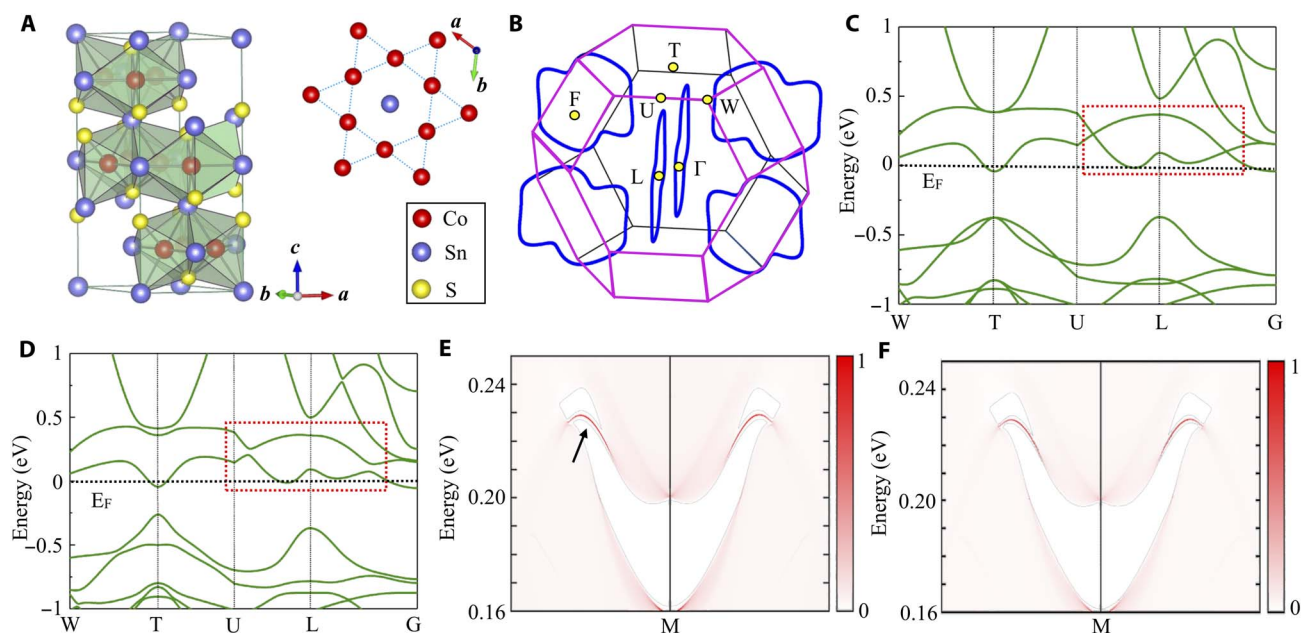 A
a
b
Co
Sn
S
c
b
a
B
T
F
U
W
L
Γ
C
1
0.5
0
−0.5
−1
Energy (eV)
EF
W
T
U
L
G
D
1
0.5
0
−0.5
−1
Energy (eV)
EF
W
T
U
L
G
E
0.24
0.20
0.16
Energy (eV)
M
1
0
F
0.24
0.20
0.16
Energy (eV)
M
1
0